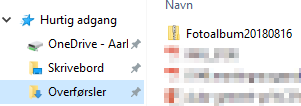 Hurtig adgang
OneDrive - Aarl
Skrivebord
Overførsler
Navn
Fotoalbum20180816